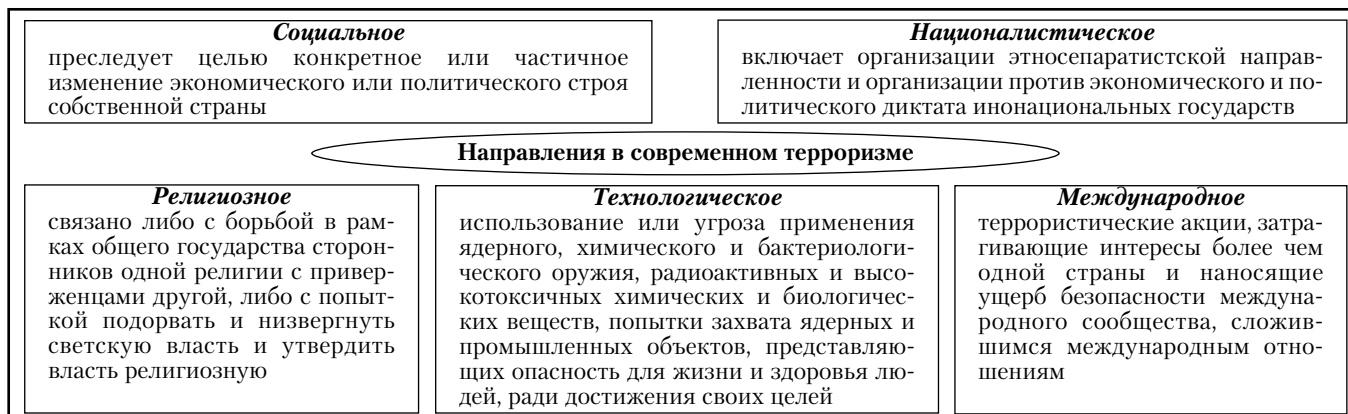 Социальное
преследует целью конкретное или частичное
изменение экономического или политического строя
собственной страны
Националистическое
включает организации этносепаратистской направ-
ленности и организации против экономического и по-
литического диктата инонациональных государств
Направления в современном терроризме
Религиозное
связано либо с борьбой в рам-
ках общего государства сторон-
ников одной религии с привер-
женцами другой, либо с попыт-
кой подорвать и низвергнуть
светскую власть и утвердить
власть религиозную
Технологическое
использование или угроза применения
ядерного, химического и бактериологи-
ческого оружия, радиоактивных и высо-
котоксичных химических и биологичес-
ких веществ, попытки захвата ядерных и
промышленных объектов, представляю-
щих опасность для жизни и здоровья лю-
дей, ради достижения своих целей
Международное
террористические акции, затра-
гивающие интересы более чем
одной страны и наносящие
ущерб безопасности междуна-
родного сообщества, сложив-
шимся международным отно-
шениям